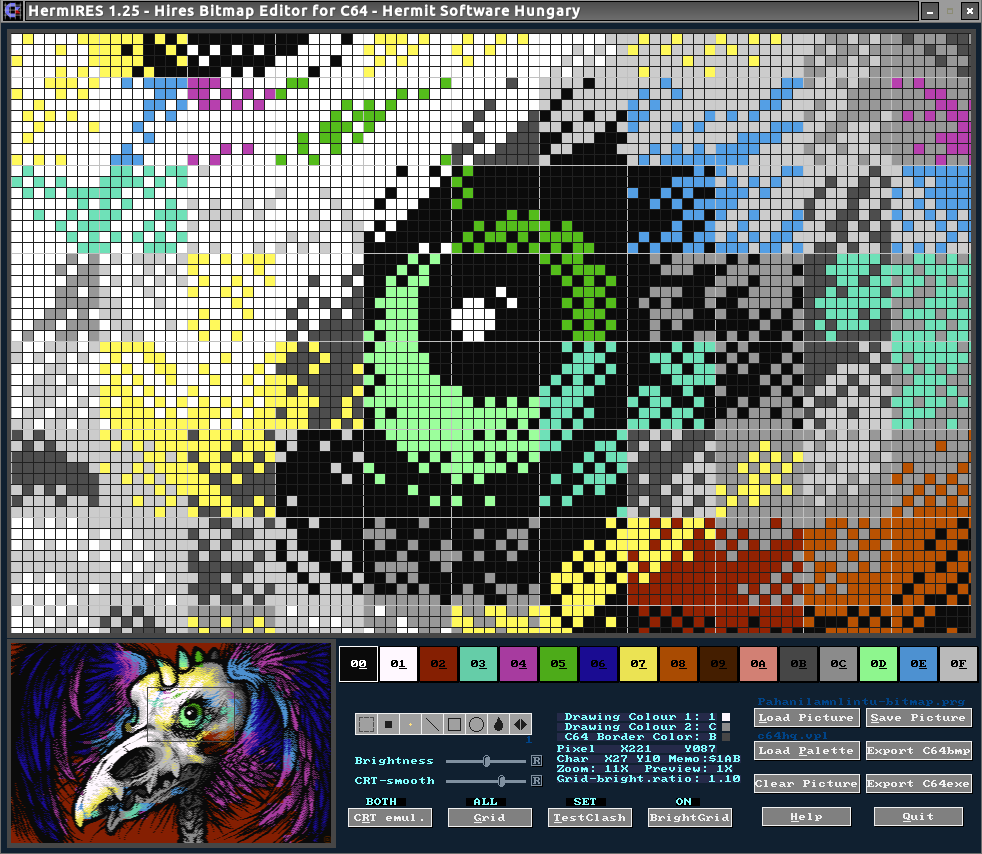 HermIRES 1.25 - Hires Bitmap Editor for C64 - Hermit Software Hungary
00 01 02 03 04 05 06 07 08 09 0A 0B 0C 0D 0E 0F
Pahanilamnlintu-bitmap.prg
Drawing Colour 1: 1
Load Picture Save Picture
Drawing Colour 2: C
C64 Border Color: B
c64hq.vpl
1
Pixel X221 Y087
Load Palette Export C64bmp
Brightness R
Char X27 Y10 Memo:$1AB
Zoom: 11X Preview: 1X
CRT-smooth R
Grid-bright.ratio: 1.10
Clear Picture Export C64exe
BOTH ALL SET ON
CRT emul. Grid TestClash BrightGrid
Help Quit